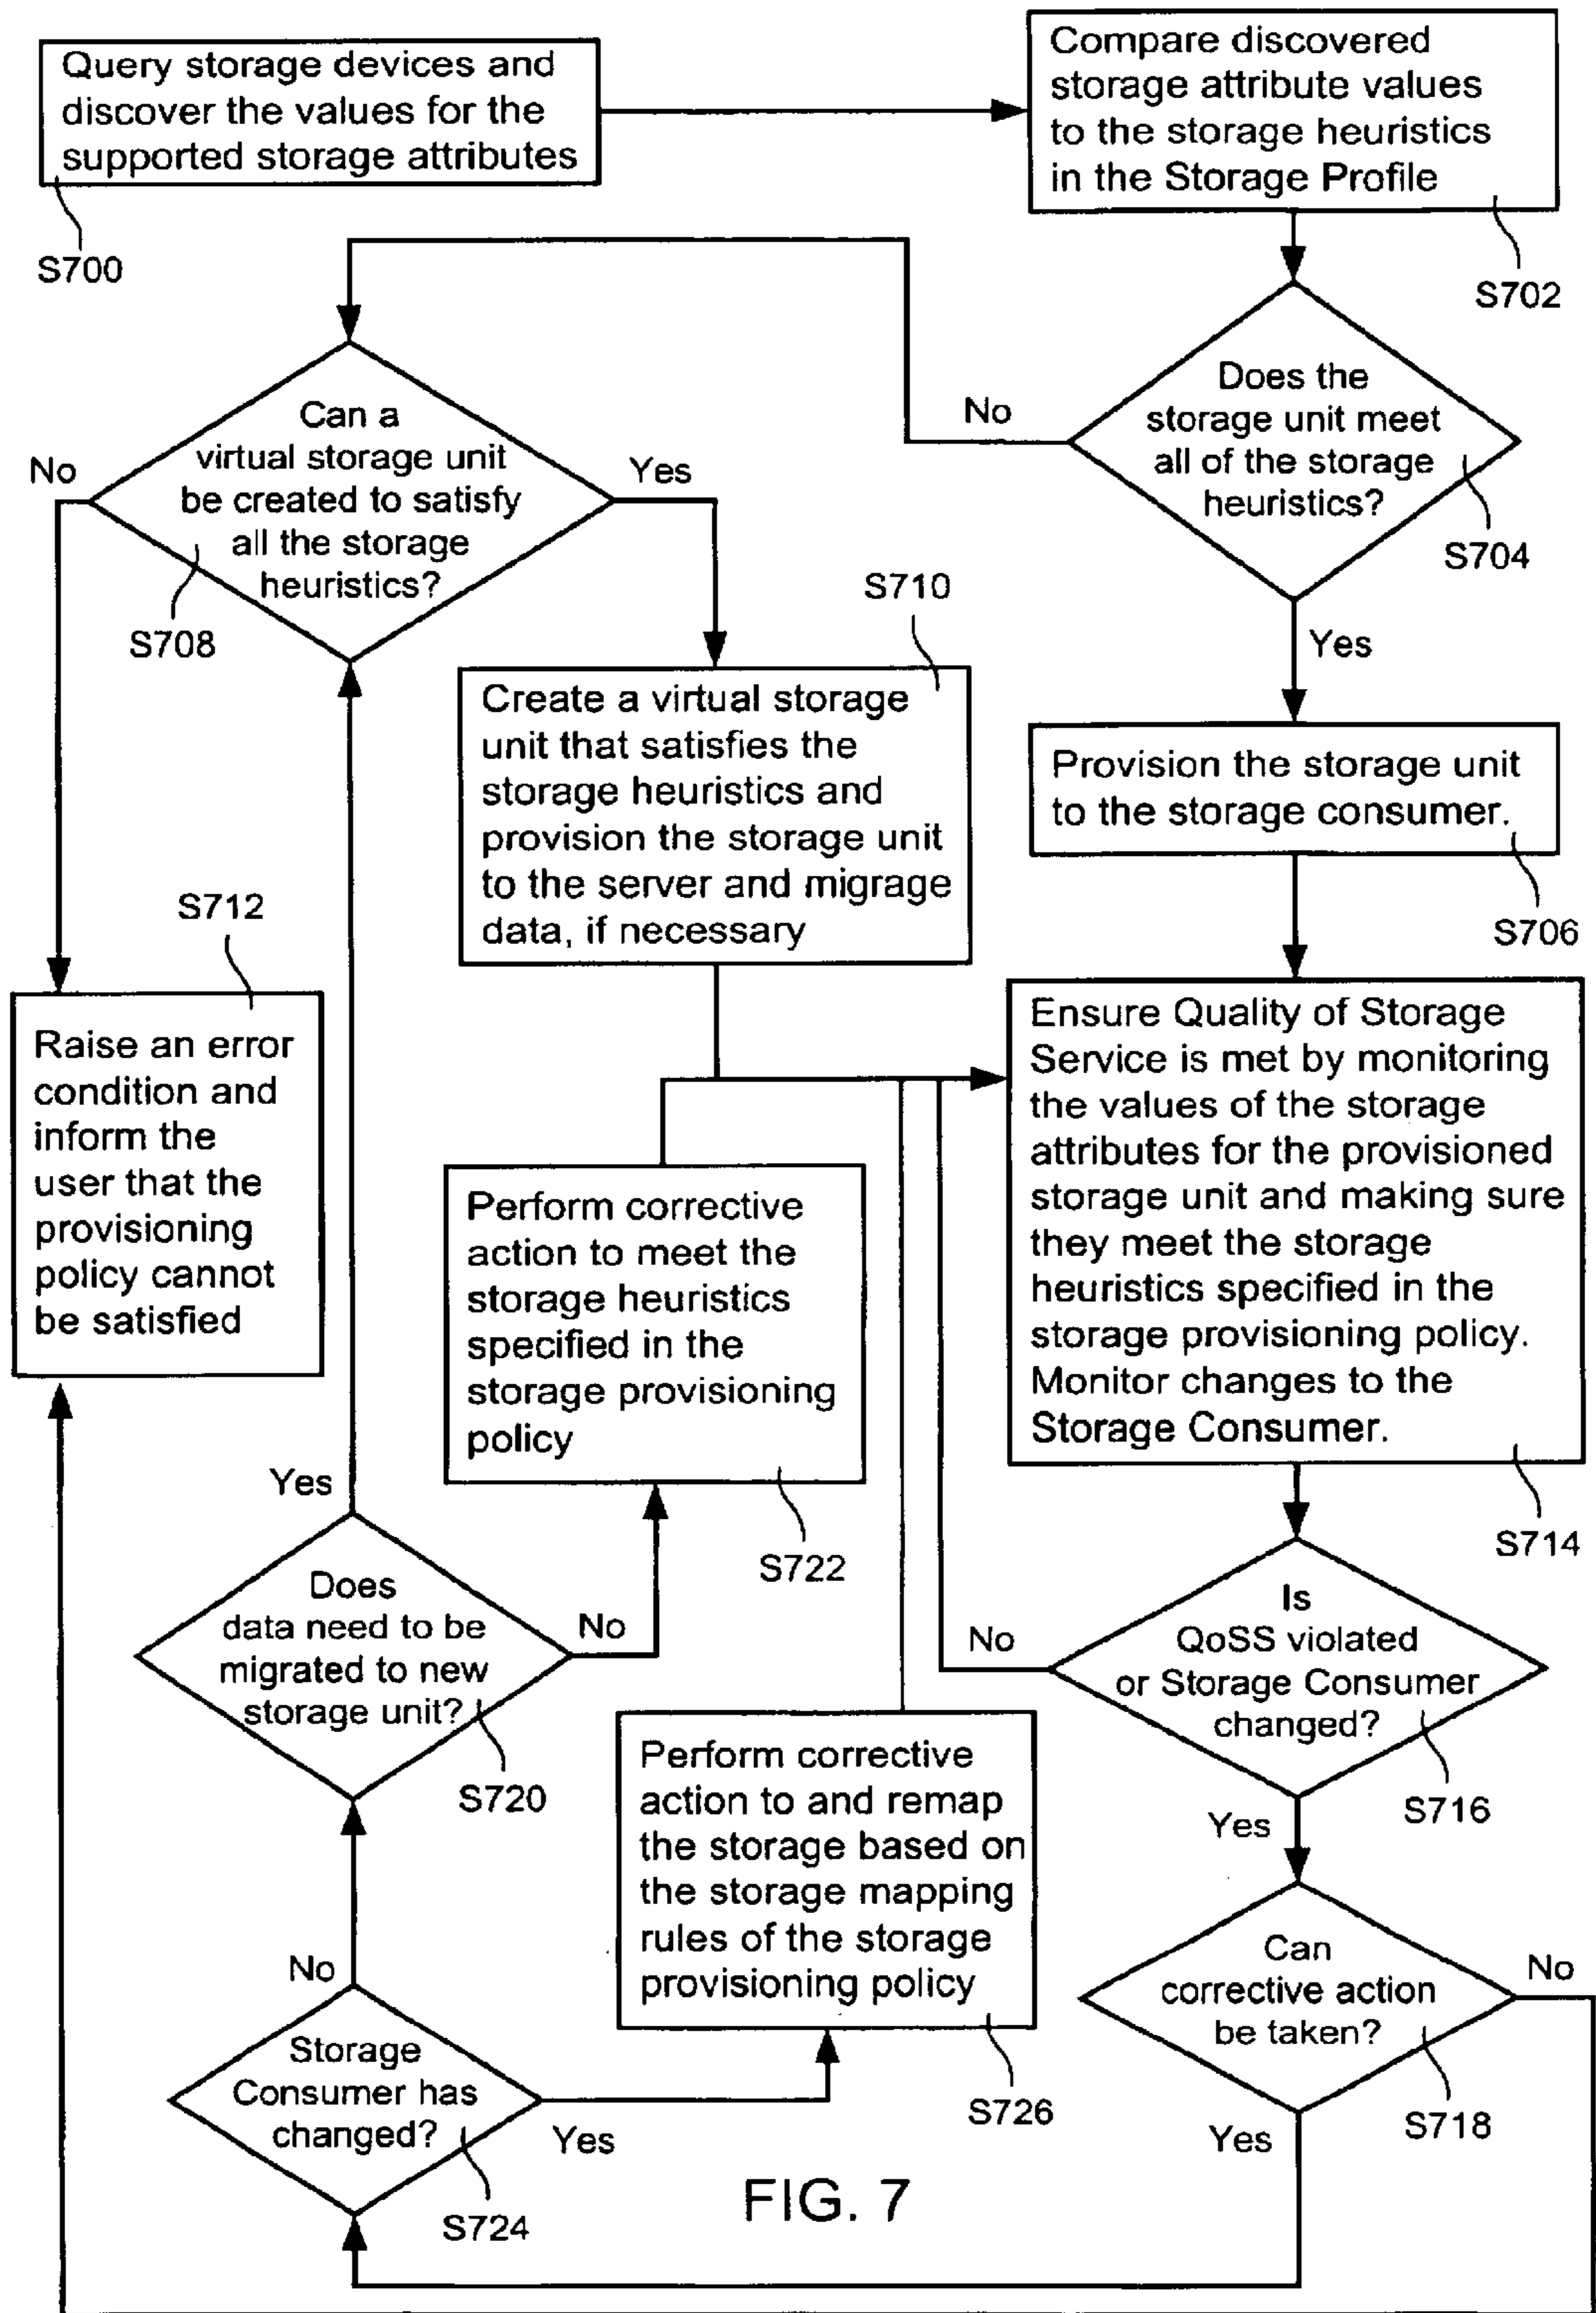 Query storage devices and
discover the values for the
supported storage attributes
S700
Compare discovered
storage attribute values
to the storage heuristics
in the Storage Profile
S702
Does the
storage unit meet
all of the storage
heuristics?
S704
No
Yes
Can a
virtual storage unit
be created to satisfy
all the storage
heuristics?
S708
No
Yes
S710
Create a virtual storage
unit that satisfies the
storage heuristics and
provision the storage unit
to the server and migrage
data, if necessary
Provision the storage unit
to the storage consumer.
S706
S712
Raise an error
condition and
inform the
user that the
provisioning
policy cannot
be satisfied
Ensure Quality of Storage
Service is met by monitoring
the values of the storage
attributes for the provisioned
storage unit and making sure
they meet the storage
heuristics specified in the
storage provisioning policy.
Monitor changes to the
Storage Consumer.
S714
Perform corrective
action to meet the
storage heuristics
specified in the
storage provisioning
policy
S722
Yes
Does
data need to be
migrated to new
storage unit?
S720
No
Is
QoSS violated
or Storage Consumer
changed?
S716
No
Yes
Perform corrective
action to and remap
the storage based on
the storage mapping
rules of the storage
provisioning policy
S726
Can
corrective action
be taken?
S718
No
Yes
No
Storage
Consumer has
changed?
S724
Yes
FIG. 7